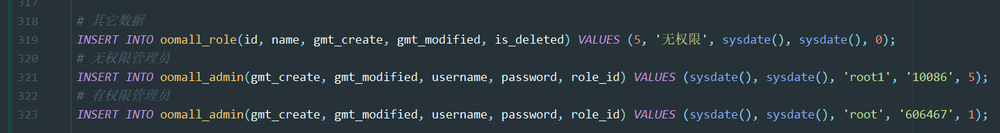 317
318 # 其它数据
319 INSERT INTO oomall_role(id, name, gmt_create, gmt_modified, is_deleted) VALUES (5, '无权限', sysdate(), sysdate(), 0);
320 # 无权限管理员
321 INSERT INTO oomall_admin(gmt_create, gmt_modified, username, password, role_id) VALUES (sysdate(), sysdate(), 'root1', '10086', 5);
322 # 有权限管理员
323 INSERT INTO oomall_admin(gmt_create, gmt_modified, username, password, role_id) VALUES (sysdate(), sysdate(), 'root', '606467', 1);